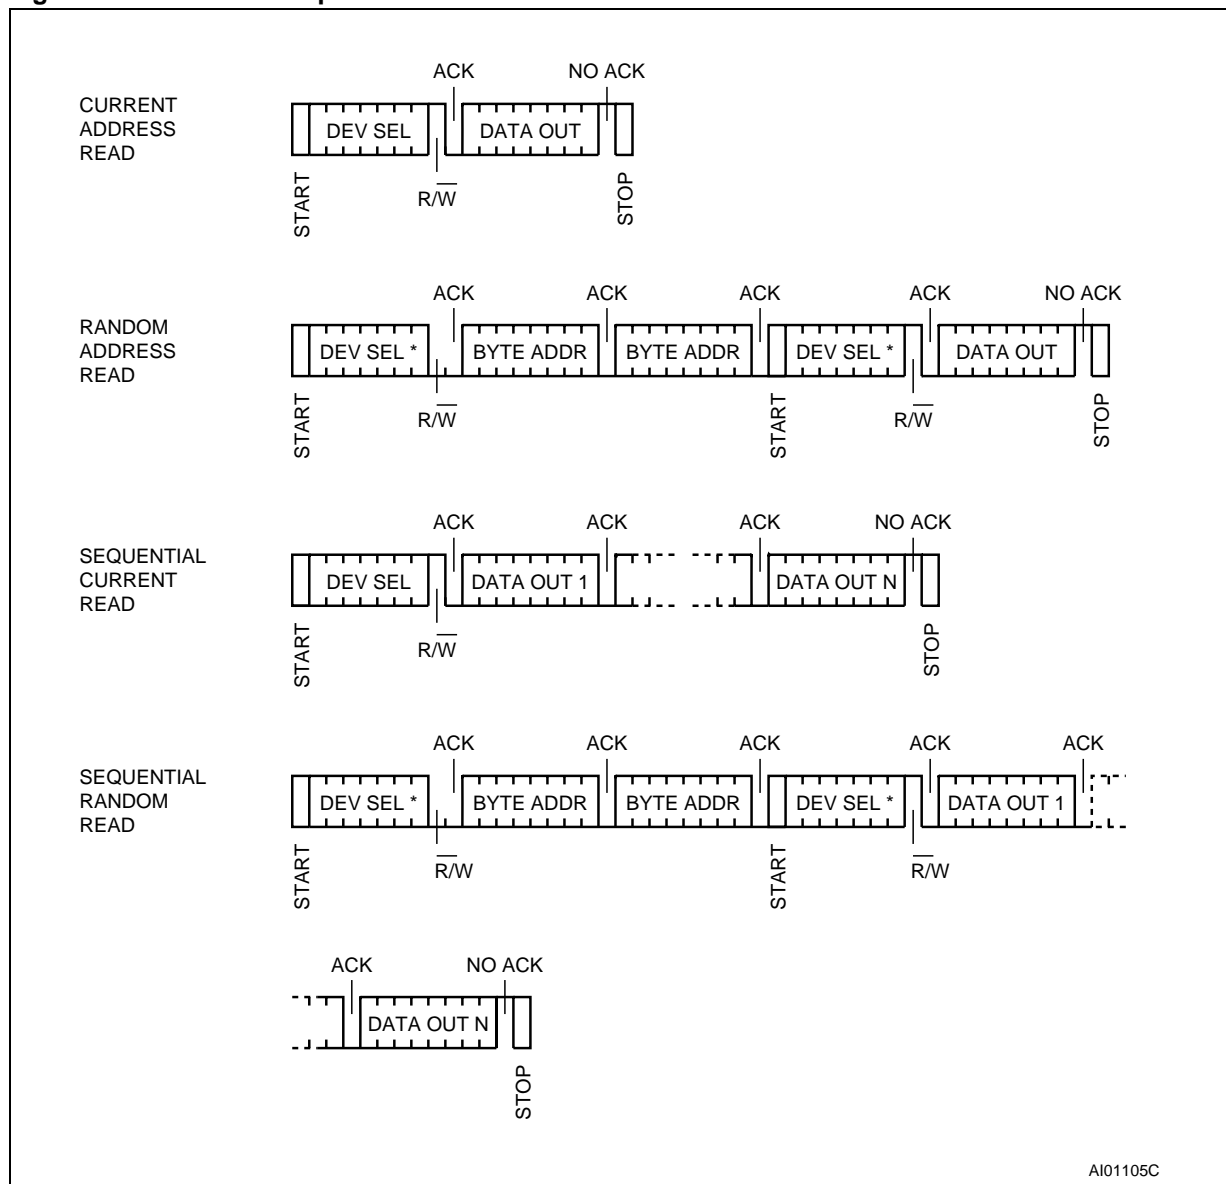 ACK NO ACK
CURRENT
ADDRESS
READ
DEV SEL DATA OUT
START R/W̅ STOP
ACK ACK ACK ACK NO ACK
RANDOM
ADDRESS
READ
DEV SEL * BYTE ADDR BYTE ADDR DEV SEL * DATA OUT
START R/W̅ START R/W̅ STOP
ACK ACK ACK NO ACK
SEQUENTIAL
CURRENT
READ
DEV SEL DATA OUT 1 DATA OUT N
START R/W̅ STOP
ACK ACK ACK ACK ACK
SEQUENTIAL
RANDOM
READ
DEV SEL * BYTE ADDR BYTE ADDR DEV SEL * DATA OUT 1
START R̅/W START R̅/W
ACK NO ACK
DATA OUT N
STOP
AI01105C